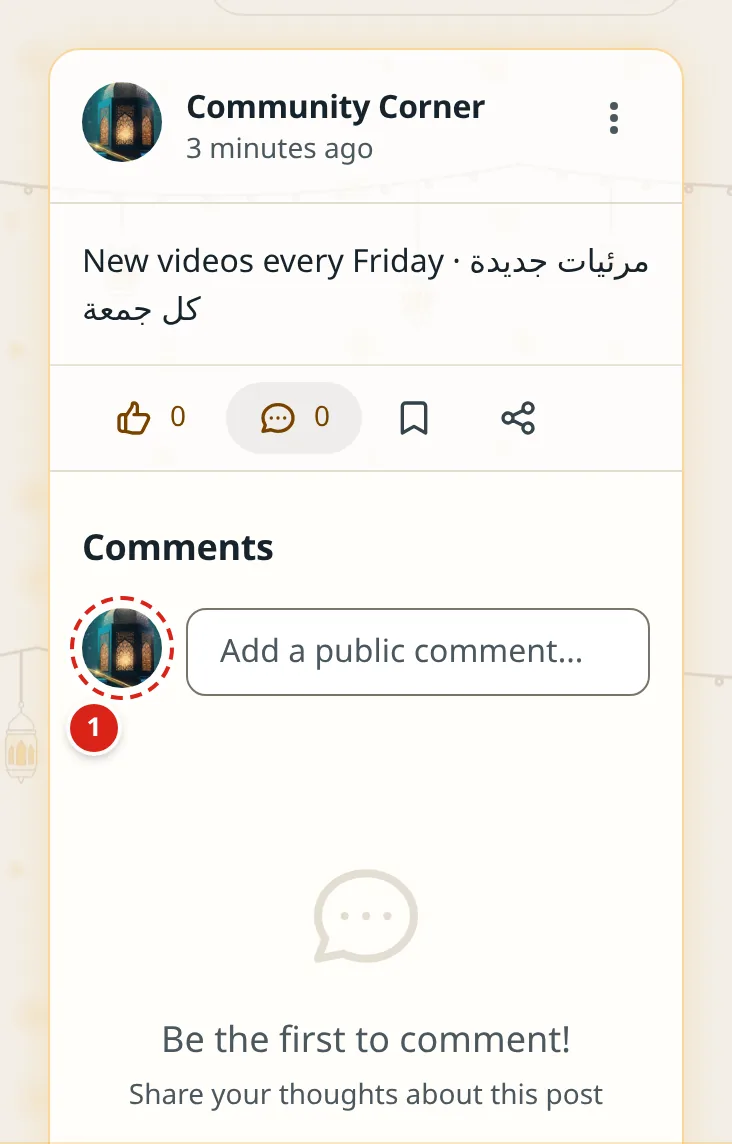 Community Corner
3 minutes ago
New videos every Friday · مرئيات جديدة
كل جمعة
0 0
Comments
Add a public comment...
1
Be the first to comment!
Share your thoughts about this post